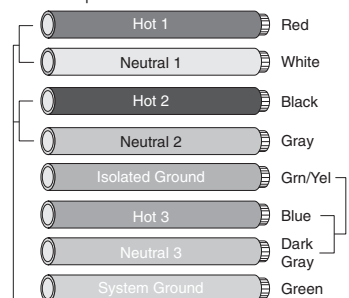 Hot 1 Red
Neutral 1 White
Hot 2 Black
Neutral 2 Gray
Isolated Ground Grn/Yel
Hot 3 Blue
Neutral 3 Dark
Gray
System Ground Green